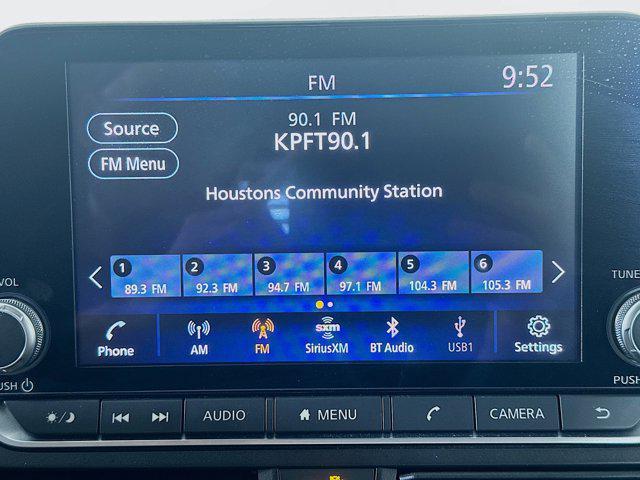 FM
9:52
Source
FM Menu
90.1 FM
KPFT90.1
Houstons Community Station
1 2 3 4 5 6
89.3 FM 92.3 FM 94.7 FM 97.1 FM 104.3 FM 105.3 FM
VOL
TUNE
sxm
Phone AM FM SiriusXM BT Audio USB1 Settings
PUSH
PUSH
AUDIO MENU CAMERA